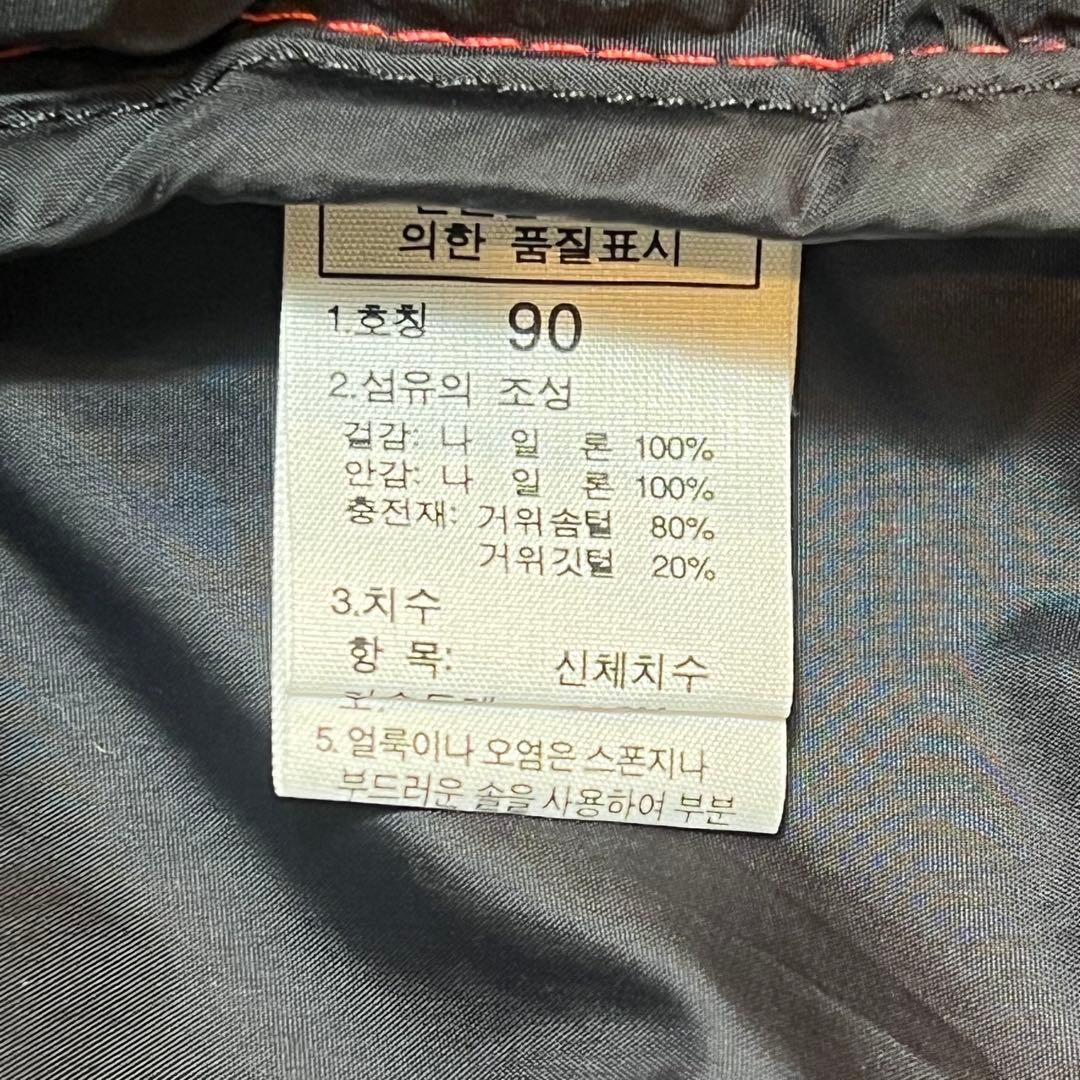 의한 품질표시
1.호칭 90
2.섬유의 조성
겉감: 나 일 론 100%
안감: 나 일 론 100%
충전재: 거위솜털 80%
거위깃털 20%
3.치수
항 목: 신체치수
5. 얼룩이나 오염은 스폰지나
부드러운 솔을 사용하여 부분